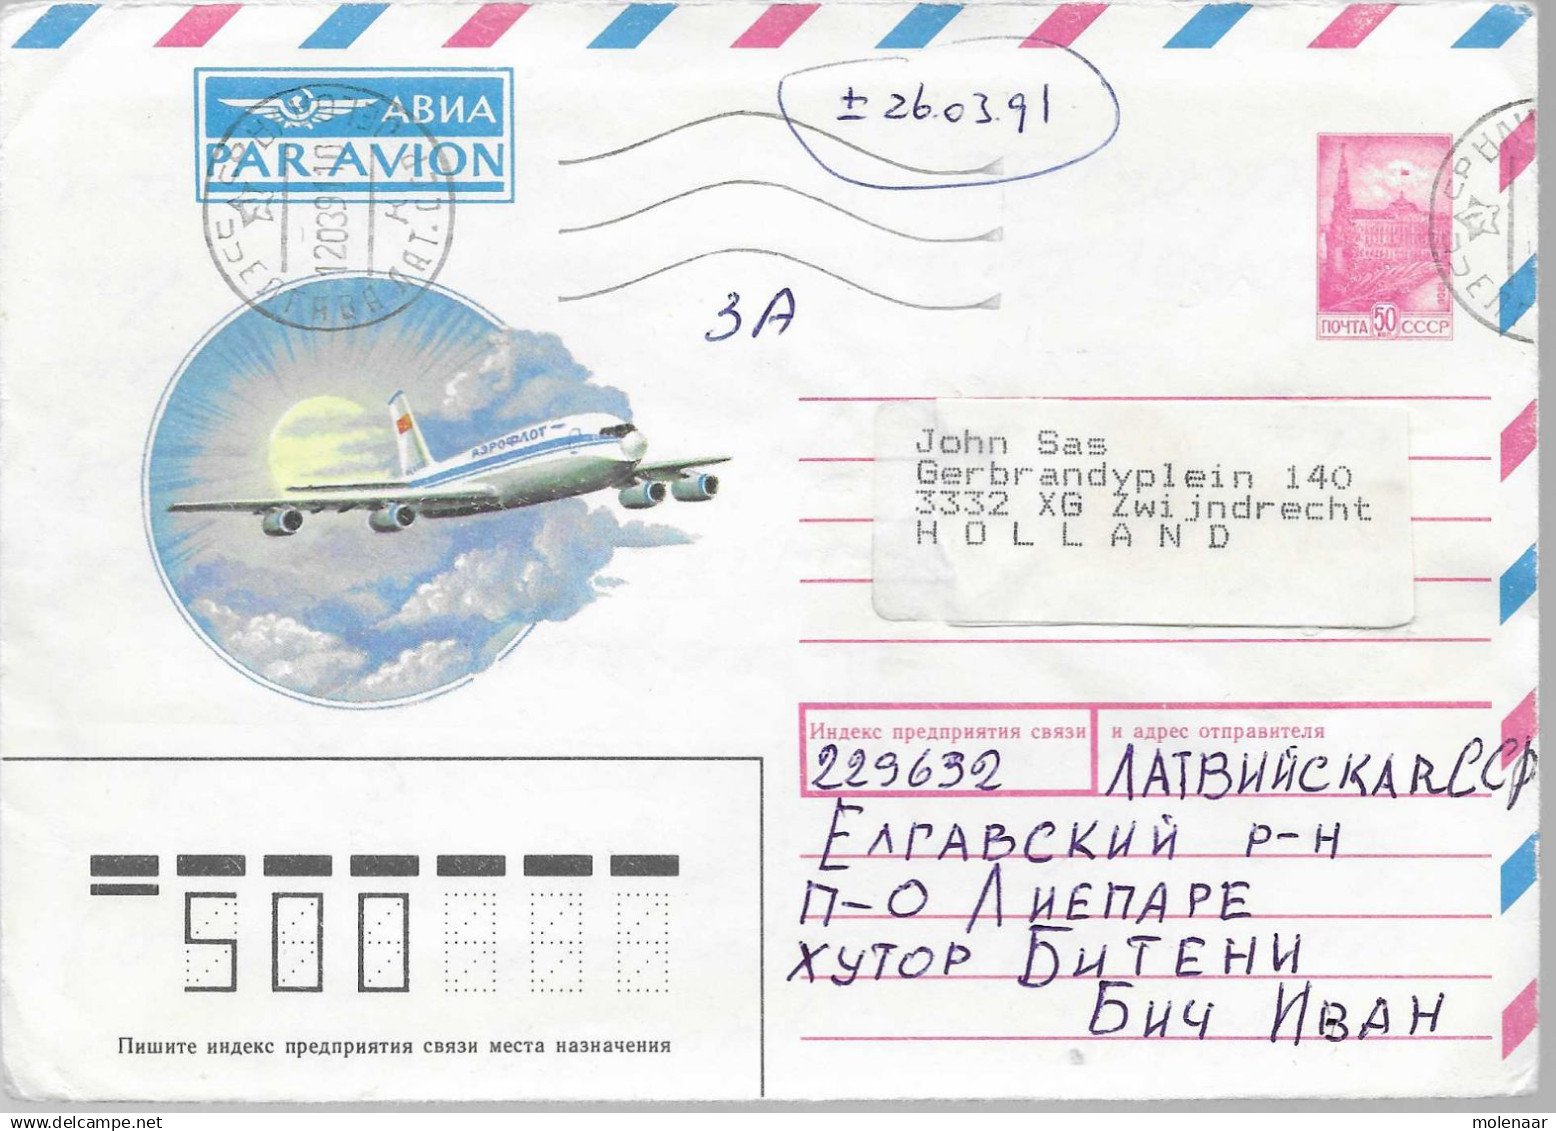 АВИА
PAR AVION
± 26.03.91
3А
ПОЧТА 50 КОП СССР
АЭРОФЛОТ
John Sas
Gerbrandyplein 140
3332 XG Zwijndrecht
HOLLAND
Индекс предприятия связи и адрес отправителя
229632 ЛАТВИЙСКАЯ ССР
ЕЛГАВСКИЙ Р-Н
П-О ЛИЕПАРЕ
ХУТОР БИТЕНИ
БИЧ ИВАН
500
Пишите индекс предприятия связи места назначения
molenaar